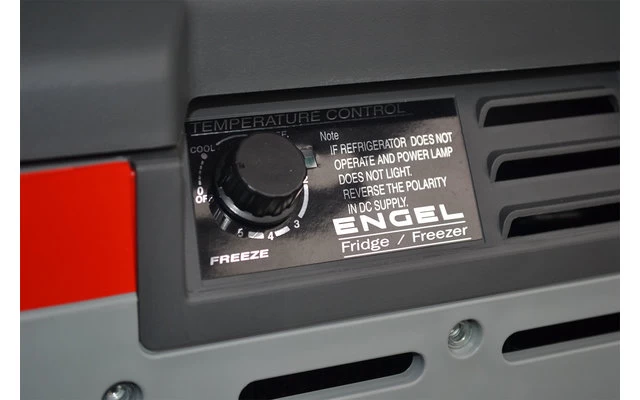 TEMPERATURE CONTROL
COOL
Note
IF REFRIGERATOR DOES NOT
OPERATE AND POWER LAMP
DOES NOT LIGHT.
REVERSE THE POLARITY
IN DC SUPPLY.
2
3
4
5
FREEZE
ENGEL
Fridge / Freezer